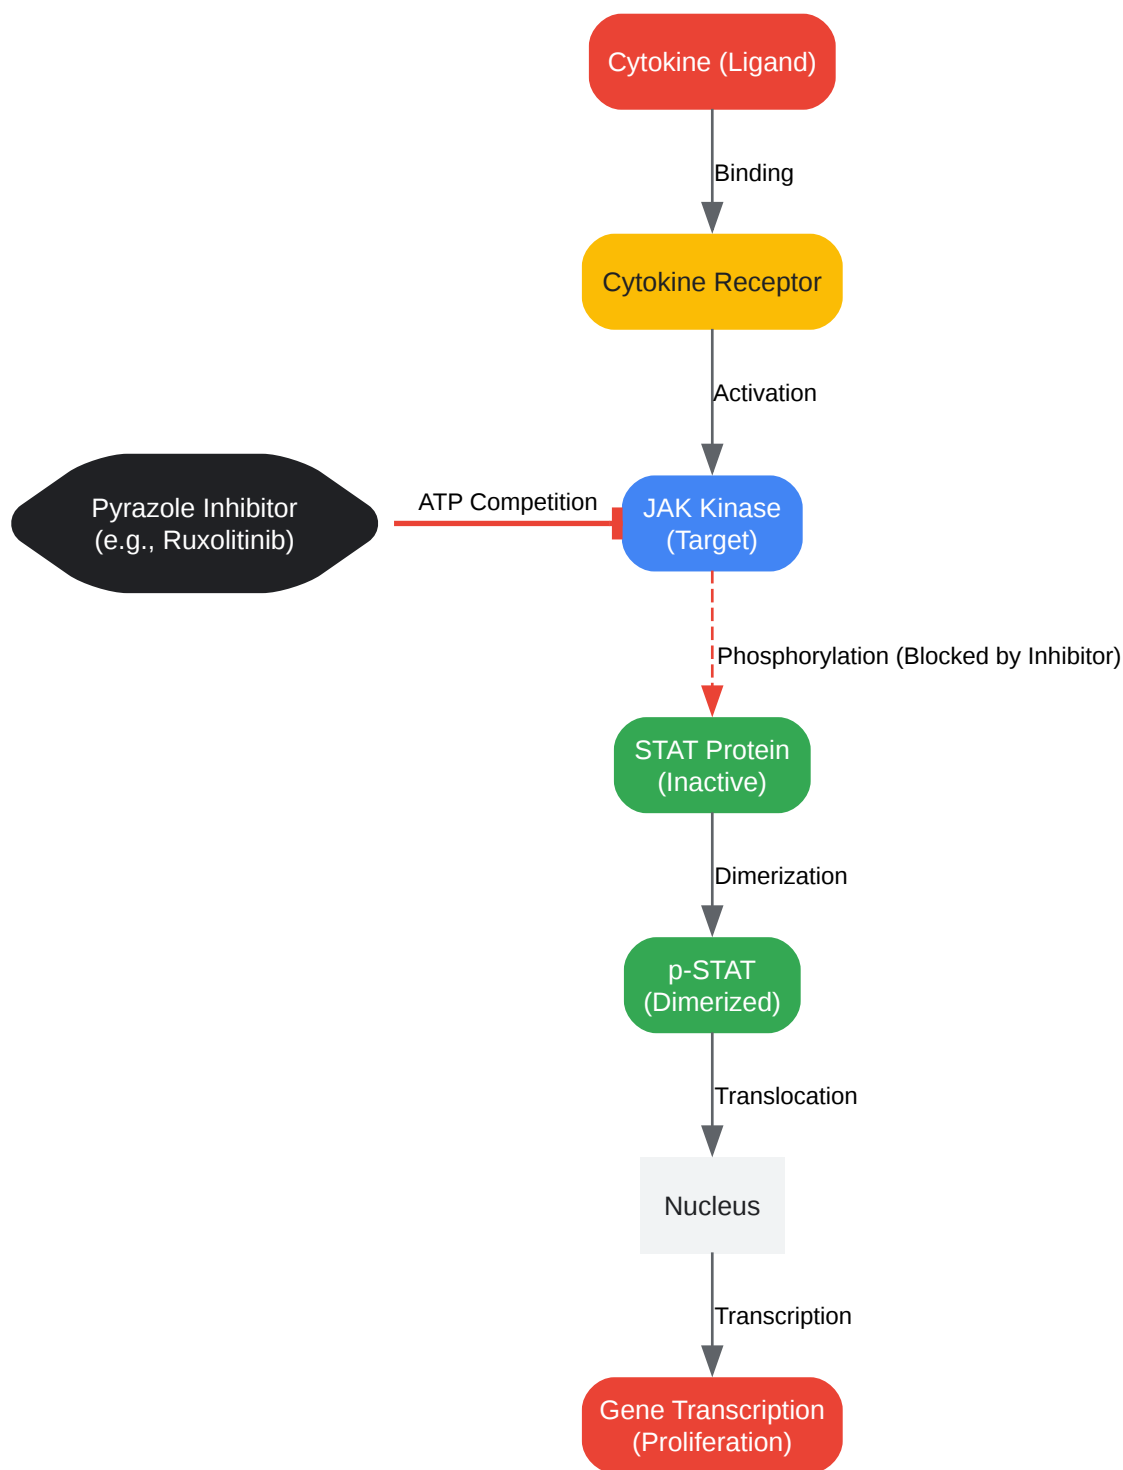 Cytokine (Ligand)
Binding
Cytokine Receptor
Activation
Pyrazole Inhibitor
(e.g., Ruxolitinib)
ATP Competition
JAK Kinase
(Target)
Phosphorylation (Blocked by Inhibitor)
STAT Protein
(Inactive)
Dimerization
p-STAT
(Dimerized)
Translocation
Nucleus
Transcription
Gene Transcription
(Proliferation)